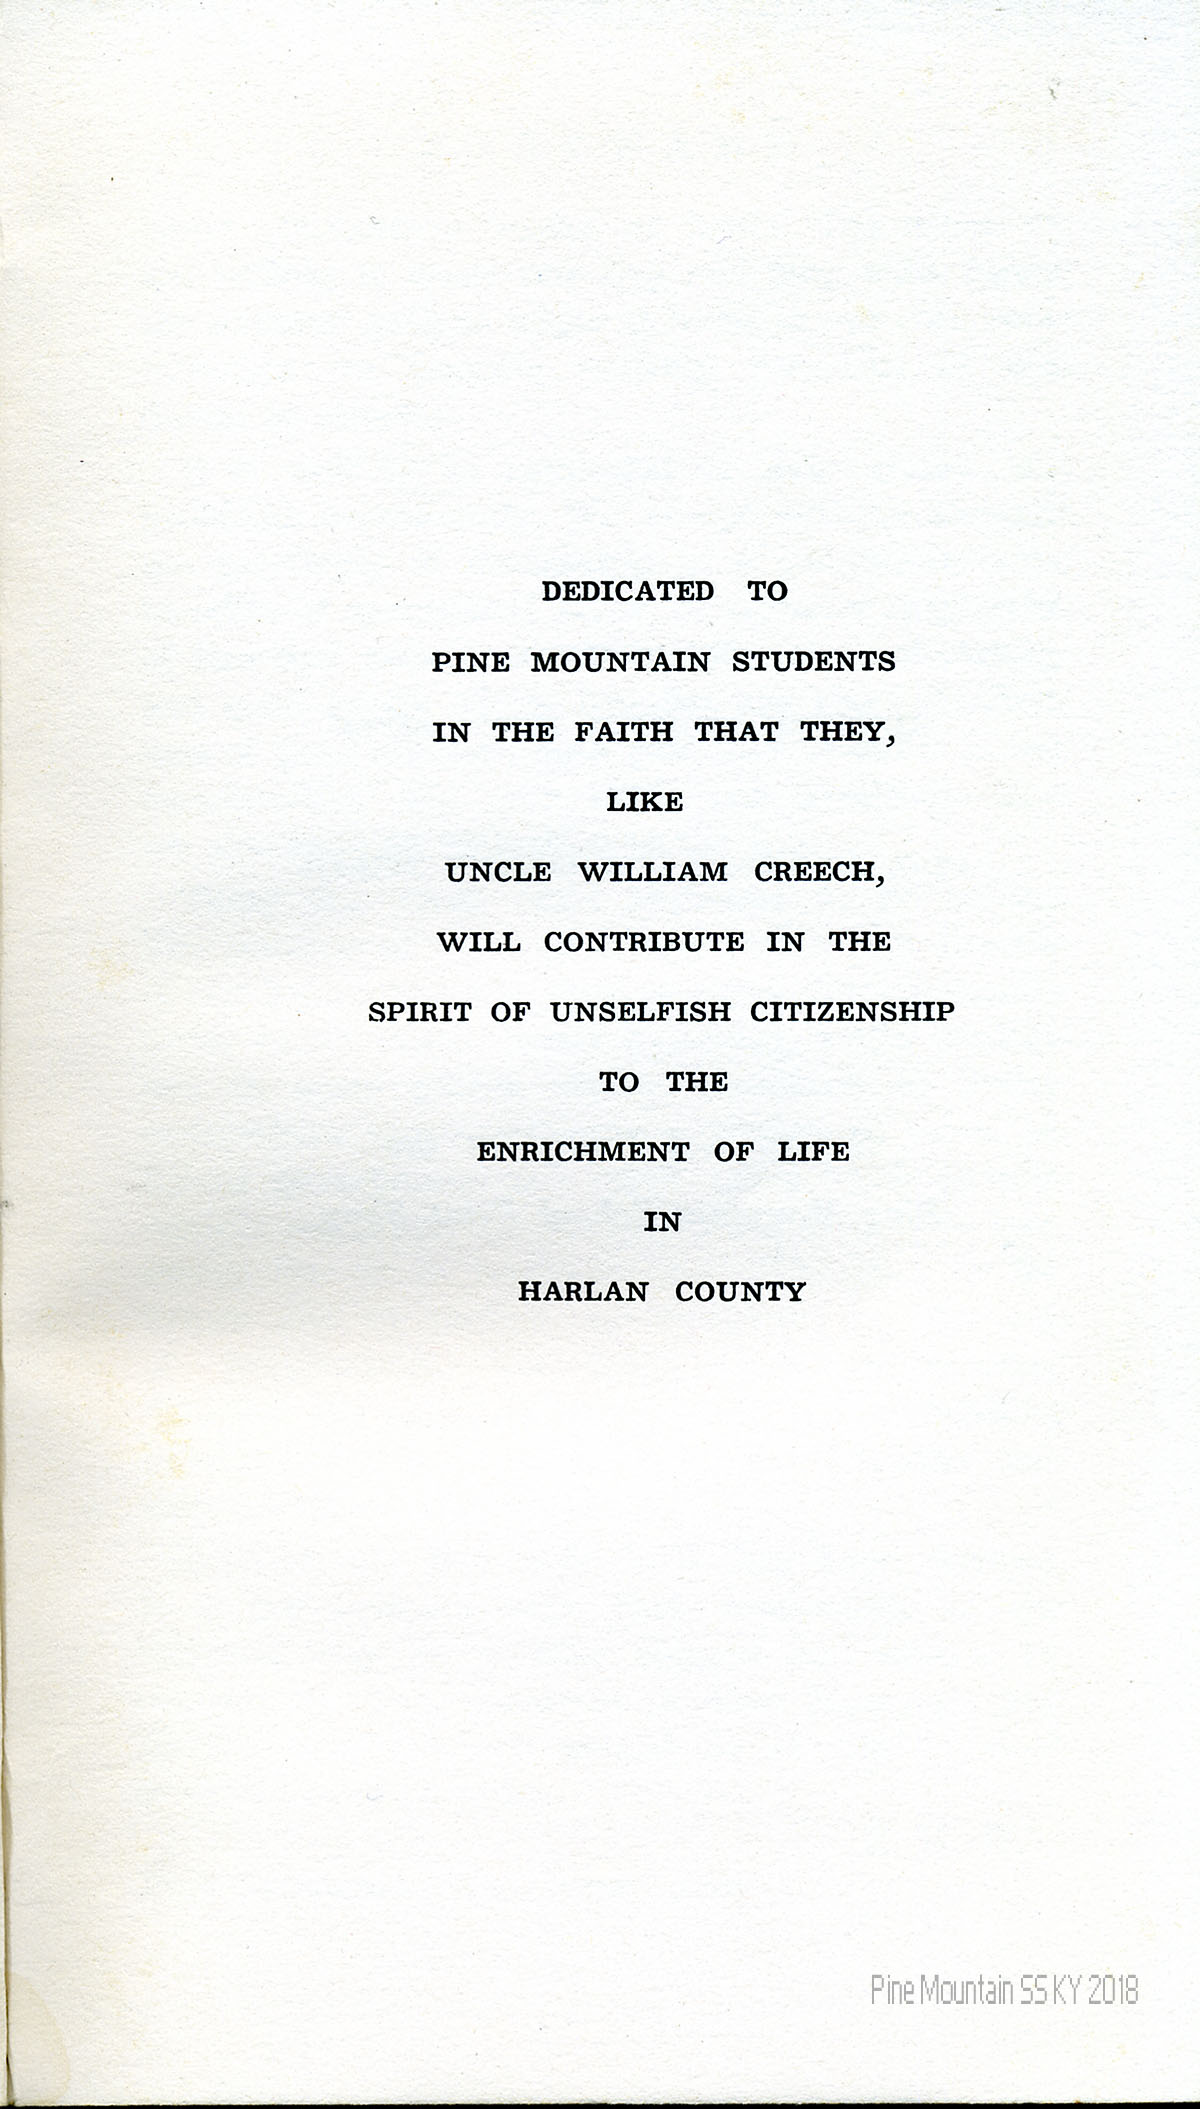 DEDICATED TO
PINE MOUNTAIN STUDENTS
IN THE FAITH THAT THEY,
LIKE
UNCLE WILLIAM CREECH,
WILL CONTRIBUTE IN THE
SPIRIT OF UNSELFISH CITIZENSHIP
TO THE
ENRICHMENT OF LIFE
IN
HARLAN COUNTY
Pine Mountain SS KY 2018